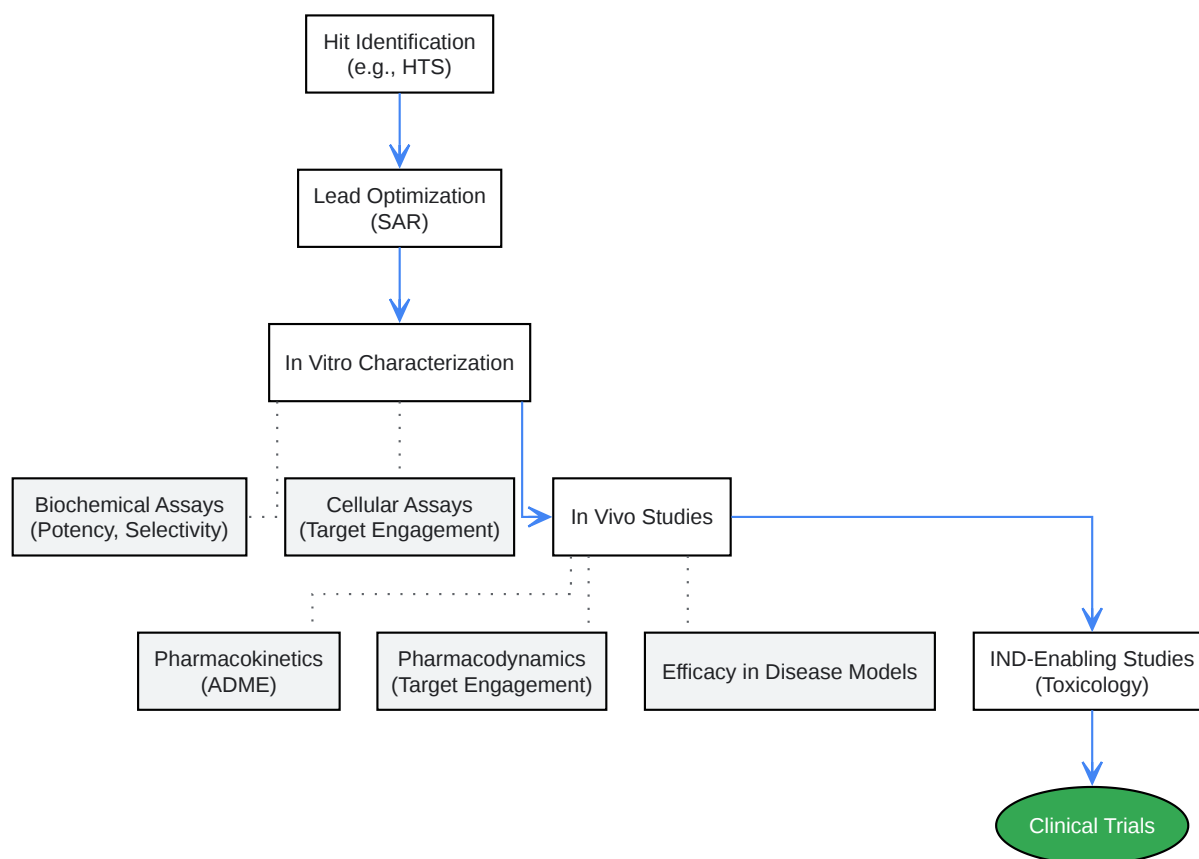 Hit Identification
(e.g., HTS)
Lead Optimization
(SAR)
In Vitro Characterization
Biochemical Assays
(Potency, Selectivity)
Cellular Assays
(Target Engagement)
In Vivo Studies
Pharmacokinetics
(ADME)
Pharmacodynamics
(Target Engagement)
Efficacy in Disease Models
IND-Enabling Studies
(Toxicology)
Clinical Trials